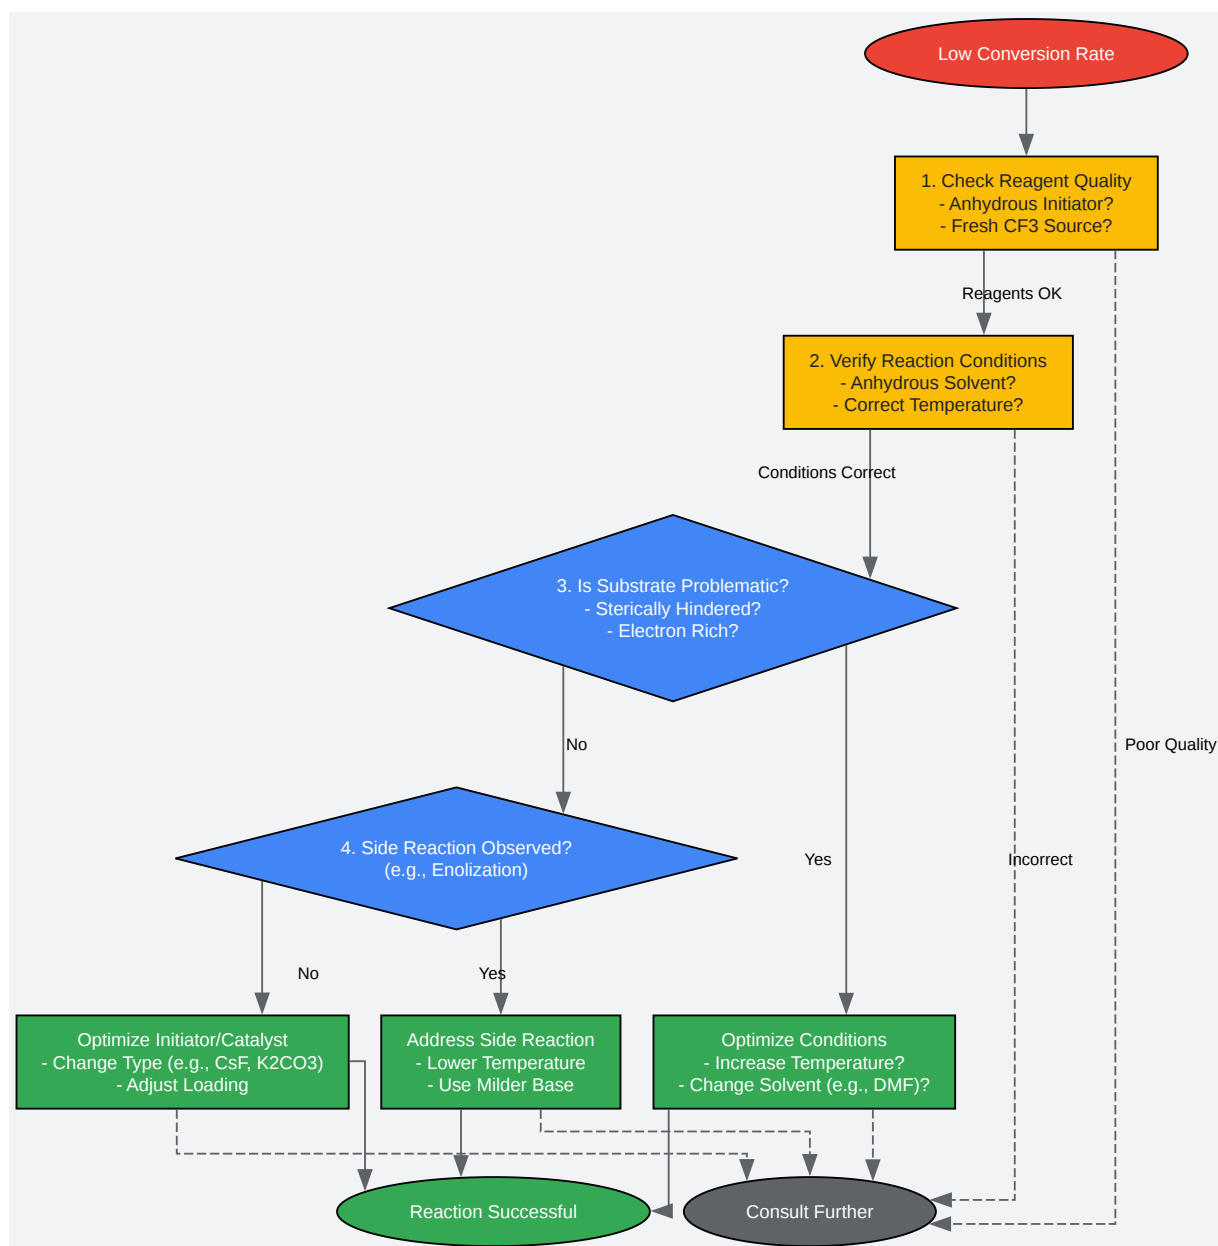 Low Conversion Rate
1. Check Reagent Quality
- Anhydrous Initiator?
- Fresh CF3 Source?
Reagents OK
2. Verify Reaction Conditions
- Anhydrous Solvent?
- Correct Temperature?
Conditions Correct
3. Is Substrate Problematic?
- Sterically Hindered?
- Electron Rich?
No
Poor Quality
4. Side Reaction Observed?
(e.g., Enolization)
Yes
Incorrect
No
Yes
Optimize Initiator/Catalyst
- Change Type (e.g., CsF, K2CO3)
- Adjust Loading
Address Side Reaction
- Lower Temperature
- Use Milder Base
Optimize Conditions
- Increase Temperature?
- Change Solvent (e.g., DMF)?
Reaction Successful
Consult Further